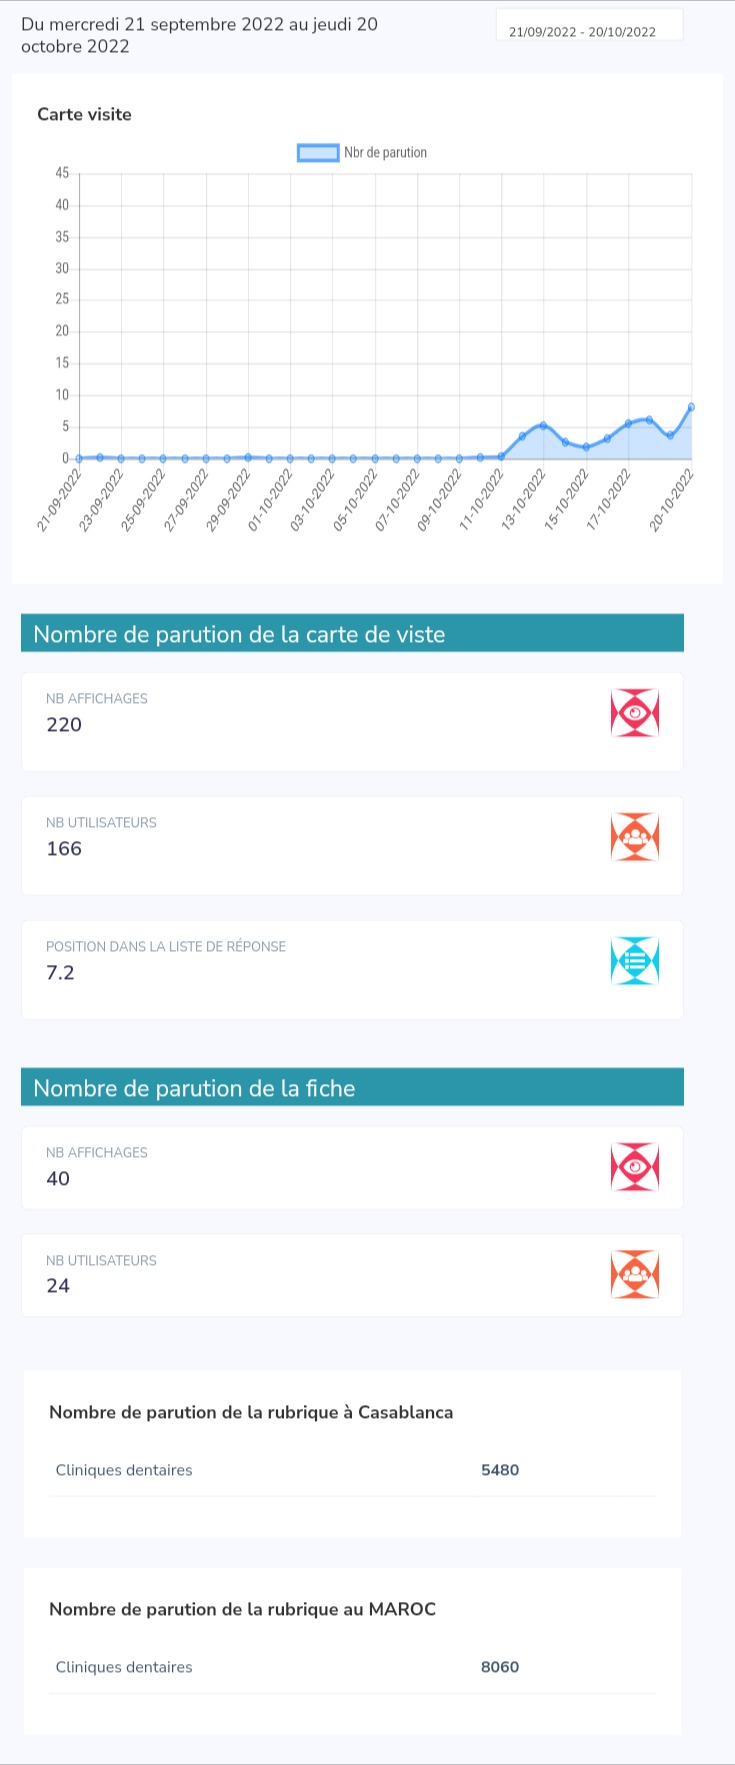 Du mercredi 21 septembre 2022 au jeudi 20
octobre 2022
21/09/2022 - 20/10/2022
Carte visite
Nbr de parution
45
40
35
30
25
20
15
10
5
0
21-09-2022
23-09-2022
25-09-2022
27-09-2022
29-09-2022
01-10-2022
03-10-2022
05-10-2022
07-10-2022
09-10-2022
11-10-2022
13-10-2022
15-10-2022
17-10-2022
20-10-2022
Nombre de parution de la carte de viste
NB AFFICHAGES
220
NB UTILISATEURS
166
POSITION DANS LA LISTE DE RÉPONSE
7.2
Nombre de parution de la fiche
NB AFFICHAGES
40
NB UTILISATEURS
24
Nombre de parution de la rubrique à Casablanca
Cliniques dentaires 5480
Nombre de parution de la rubrique au MAROC
Cliniques dentaires 8060